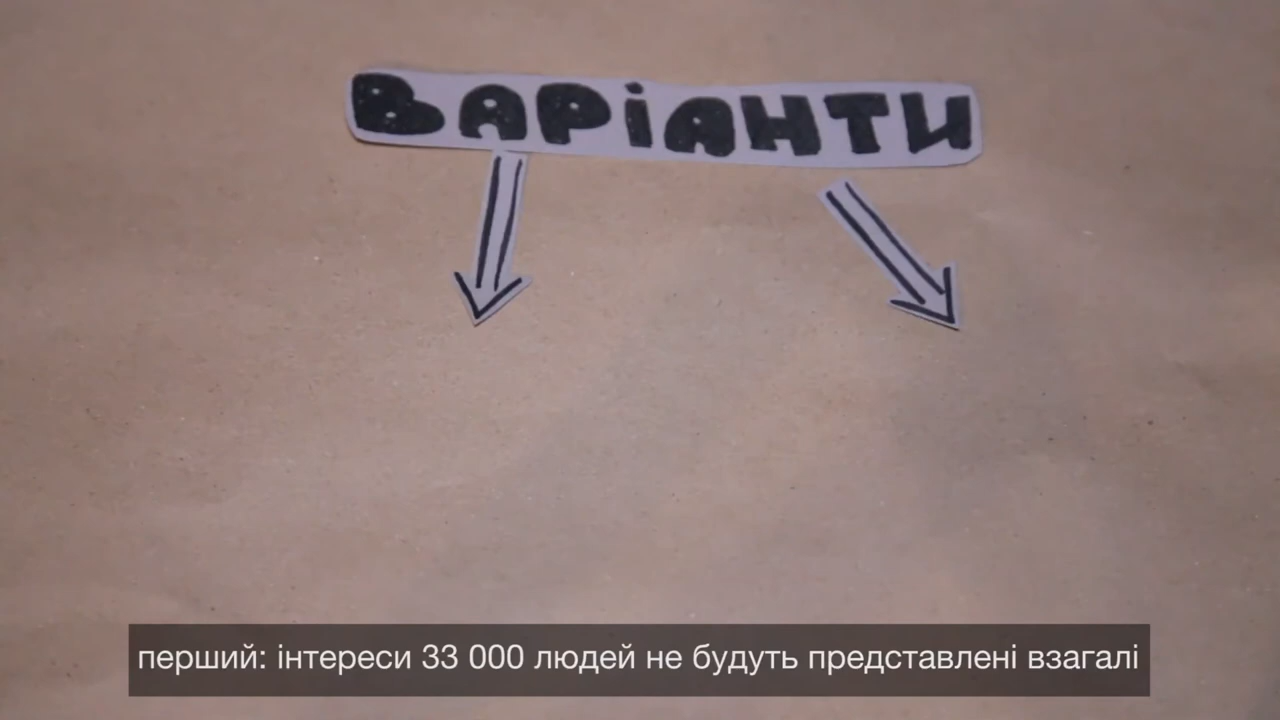 ВАРІАНТИ
перший: інтереси 33 000 людей не будуть представлені взагалі